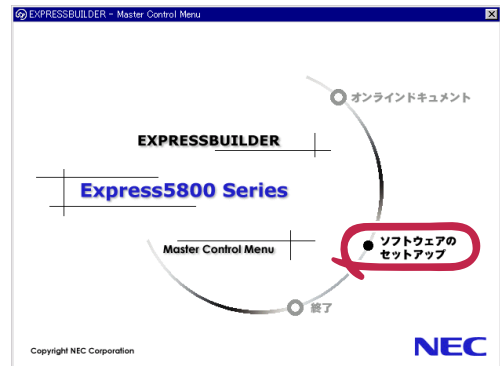 EXPRESSBUILDER - Master Control Menu
オンラインドキュメント
EXPRESSBUILDER
Express5800 Series
ソフトウェアの
セットアップ
Master Control Menu
終了
Copyright NEC Corporation
NEC